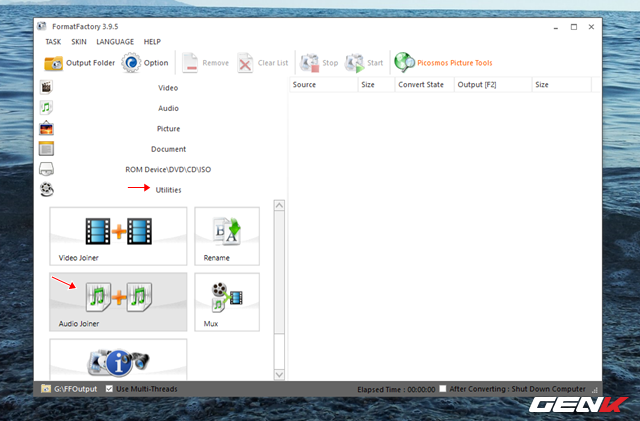 FormatFactory 3.9.5
TASK SKIN LANGUAGE HELP
Output Folder Option Remove Clear List Stop Start Picosmos Picture Tools
Source Size Convert State Output [F2] Size
Video
Audio
Picture
Document
ROM Device\DVD\CD\ISO
Utilities
Video Joiner Rename
Audio Joiner Mux
G:\FFOutput Use Multi-Threads Elapsed Time : 00:00:00 After Converting : Shut Down Computer
GENK